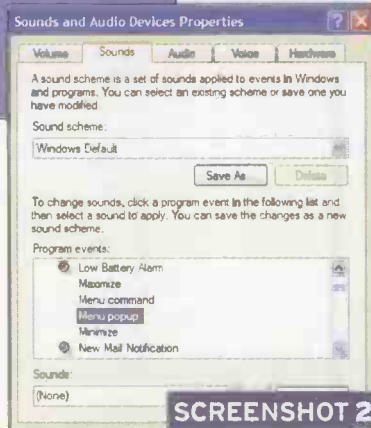 Sounds and Audio Devices Properties
Volume Sounds Audio Voice Hardware
A sound scheme is a set of sounds applied to events in Windows
and programs. You can select an existing scheme or save one you
have modified.
Sound scheme:
Windows Default
Save As Delete
To change sounds, click a program event in the following list and
then select a sound to apply. You can save the changes as a new
sound scheme.
Program events:
Low Battery Alarm
Maximize
Menu command
Menu popup
Minimize
New Mail Notification
Sounds:
(None)
SCREENSHOT 2